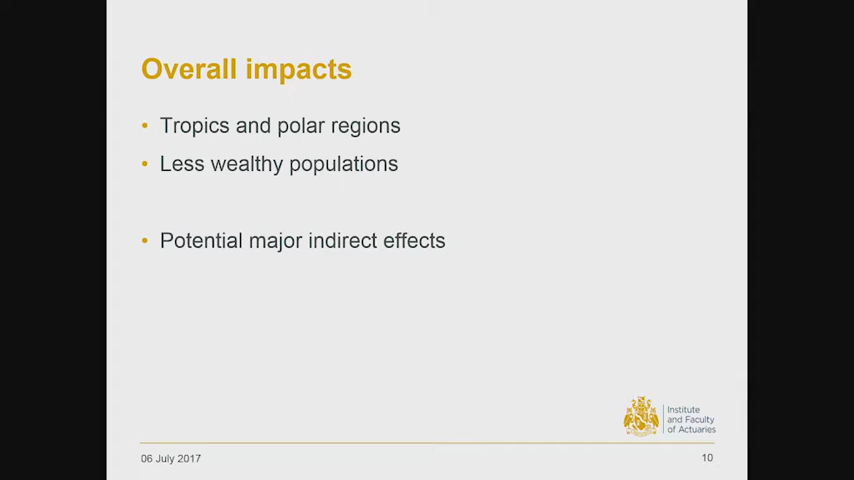 Overall impacts
• Tropics and polar regions
• Less wealthy populations
• Potential major indirect effects
Institute
and Faculty
of Actuaries
06 July 2017
10